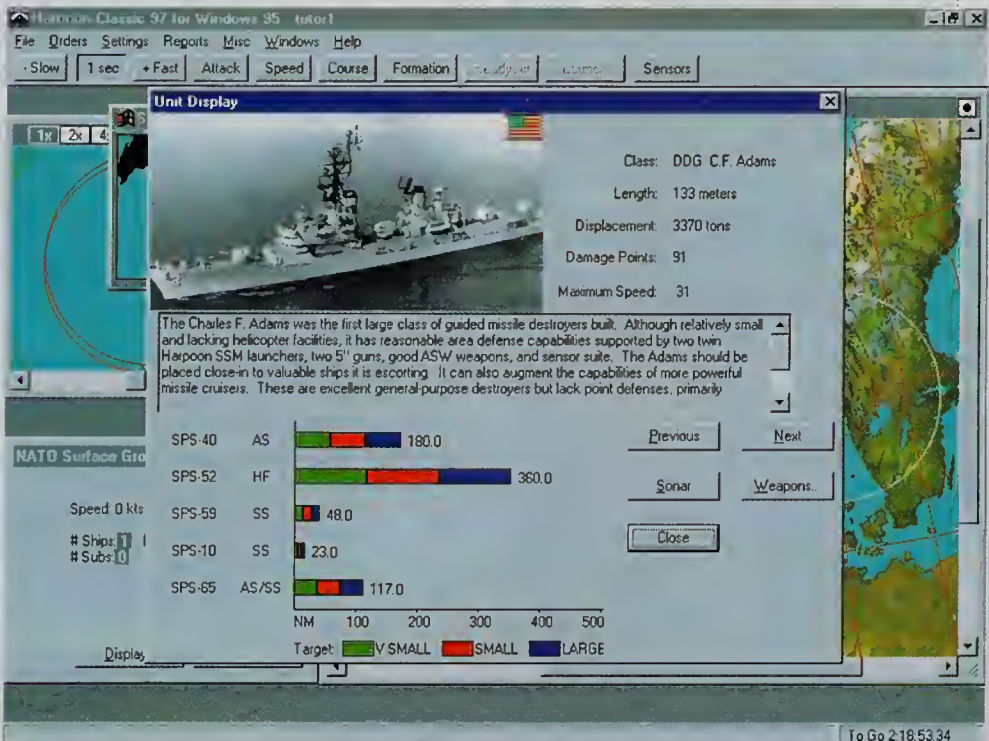 Harpoon Classic 97 for Windows 95 - tutor1
File Orders Settings Reports Misc Windows Help
- Slow 1 sec + Fast Attack Speed Course Formation Sensors
Unit Display
1x 2x 4
Class: DDG C.F. Adams
Length: 133 meters
Displacement: 3370 tons
Damage Points: 91
Maximum Speed: 31
The Charles F. Adams was the first large class of guided missile destroyers built. Although relatively small
and lacking helicopter facilities, it has reasonable area defense capabilities supported by two twin
Harpoon SSM launchers, two 5" guns, good ASW weapons, and sensor suite. The Adams should be
placed close-in to valuable ships it is escorting. It can also augment the capabilities of more powerful
missile cruisers. These are excellent general-purpose destroyers but lack point defenses, primarily
SPS-40 AS 180.0
SPS-52 HF 360.0
SPS-59 SS 48.0
SPS-10 SS 23.0
SPS-65 AS/SS 117.0
NM 100 200 300 400 500
Target: V SMALL SMALL LARGE
Previous Next
Sonar Weapons..
Close
NATO Surface Gro
Speed: 0 kts
# Ships: 1
# Subs: 0
Display
To Go 2:18:53:34